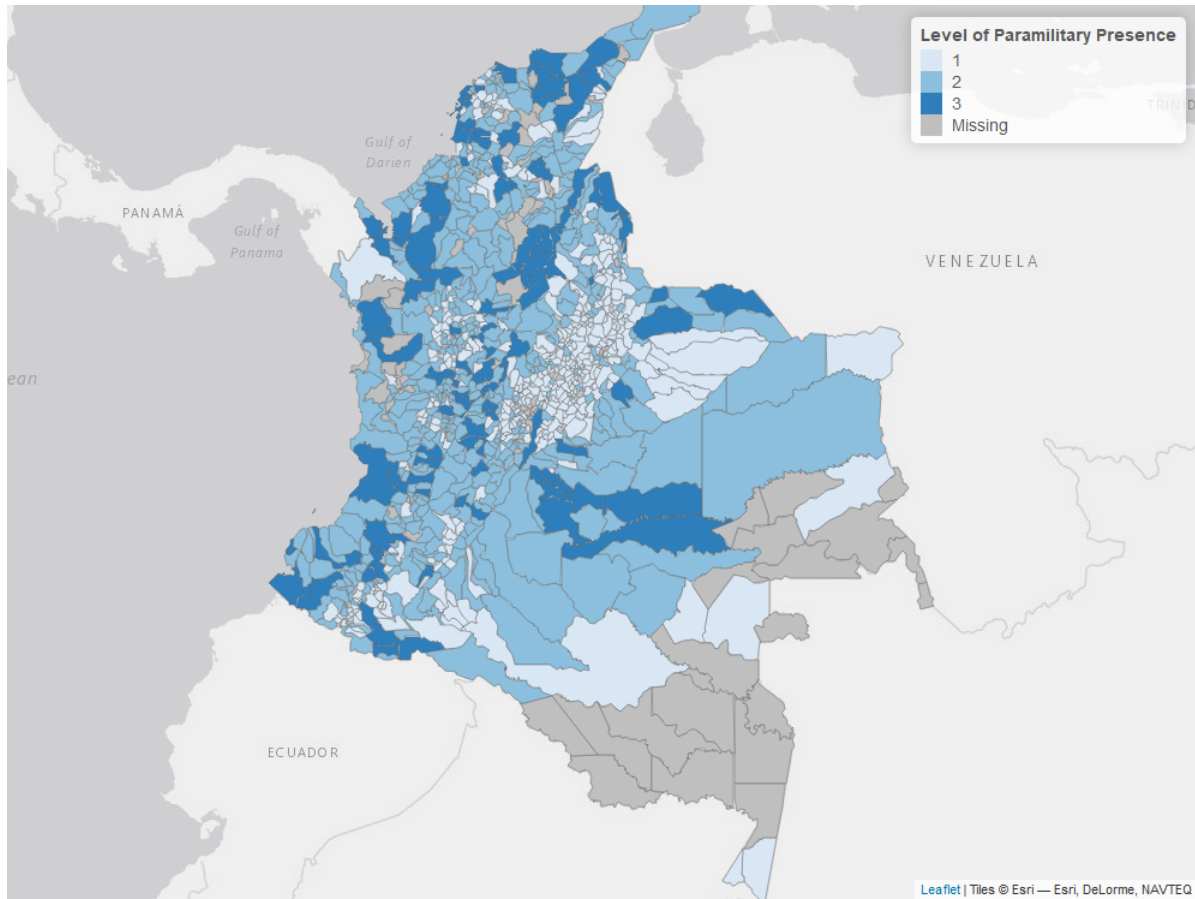 Level of Paramilitary Presence
1
2
3
Missing
Gulf of
Darien
PANAMÁ
Gulf of
Panama
VENEZUELA
ean
ECUADOR
Leaflet | Tiles © Esri — Esri, DeLorme, NAVTEQ